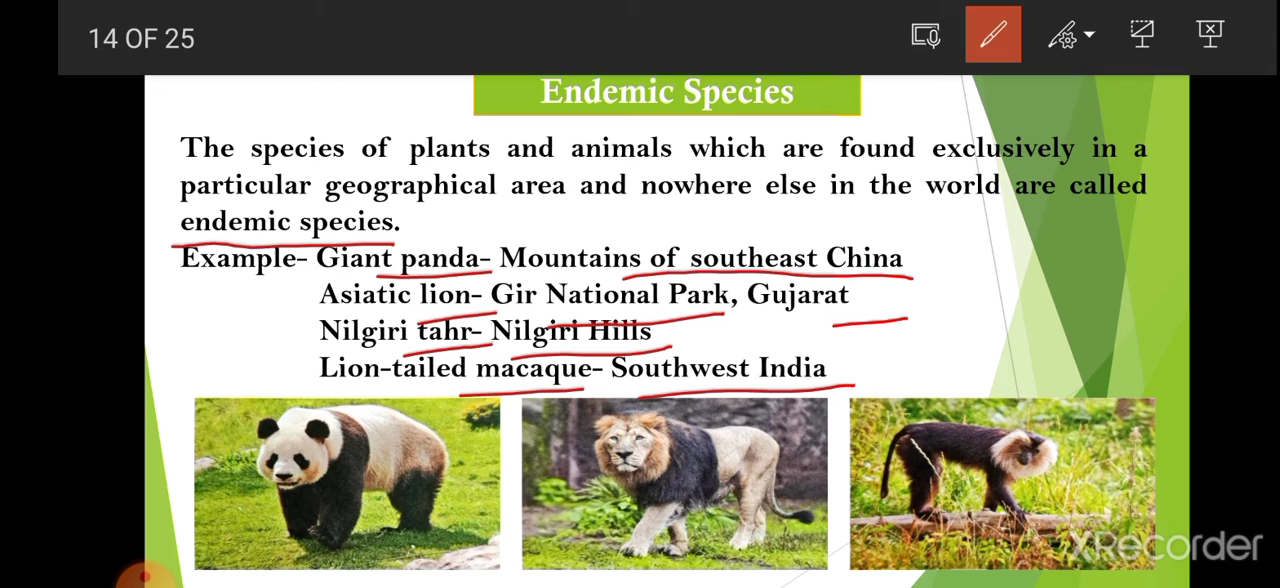 14 OF 25
Endemic Species
The species of plants and animals which are found exclusively in a
particular geographical area and nowhere else in the world are called
endemic species.
Example- Giant panda- Mountains of southeast China
Asiatic lion- Gir National Park, Gujarat
Nilgiri tahr- Nilgiri Hills
Lion-tailed macaque- Southwest India
XRecorder